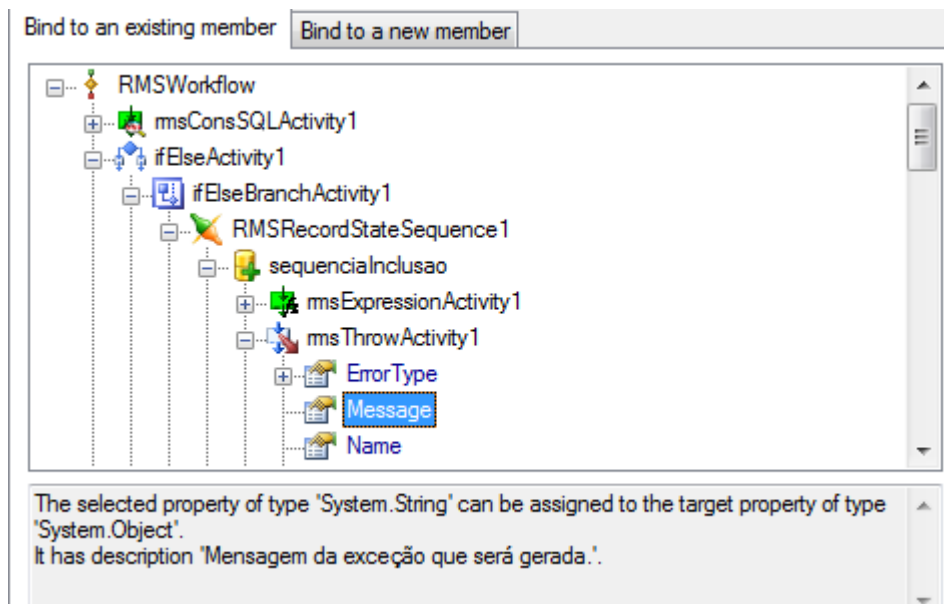 Bind to an existing member
Bind to a new member
RMSWorkflow
rmsConsSQLActivity1
ifElseActivity1
ifElseBranchActivity1
RMSRecordStateSequence1
sequenciaInclusao
rmsExpressionActivity1
rmsThrowActivity1
ErrorType
Message
Name
The selected property of type 'System.String' can be assigned to the target property of type
'System.Object'.
It has description 'Mensagem da exceção que será gerada.'.